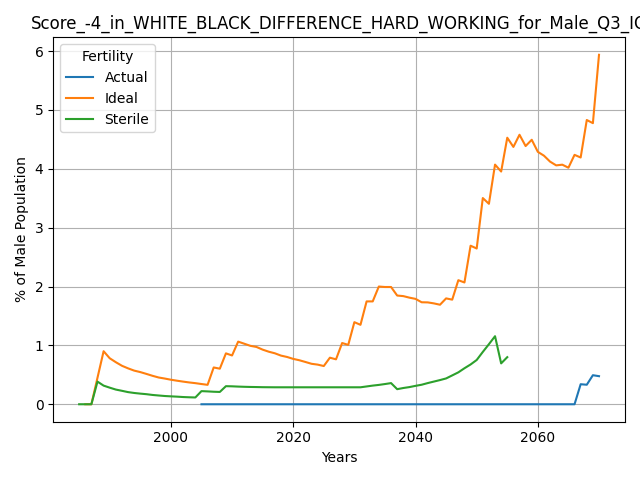 Score_-4_in_WHITE_BLACK_DIFFERENCE_HARD_WORKING_for_Male_Q3_IQ
Fertility
Actual
Ideal
Sterile
6
5
4
3
2
1
0
% of Male Population
2000
2020
2040
2060
Years